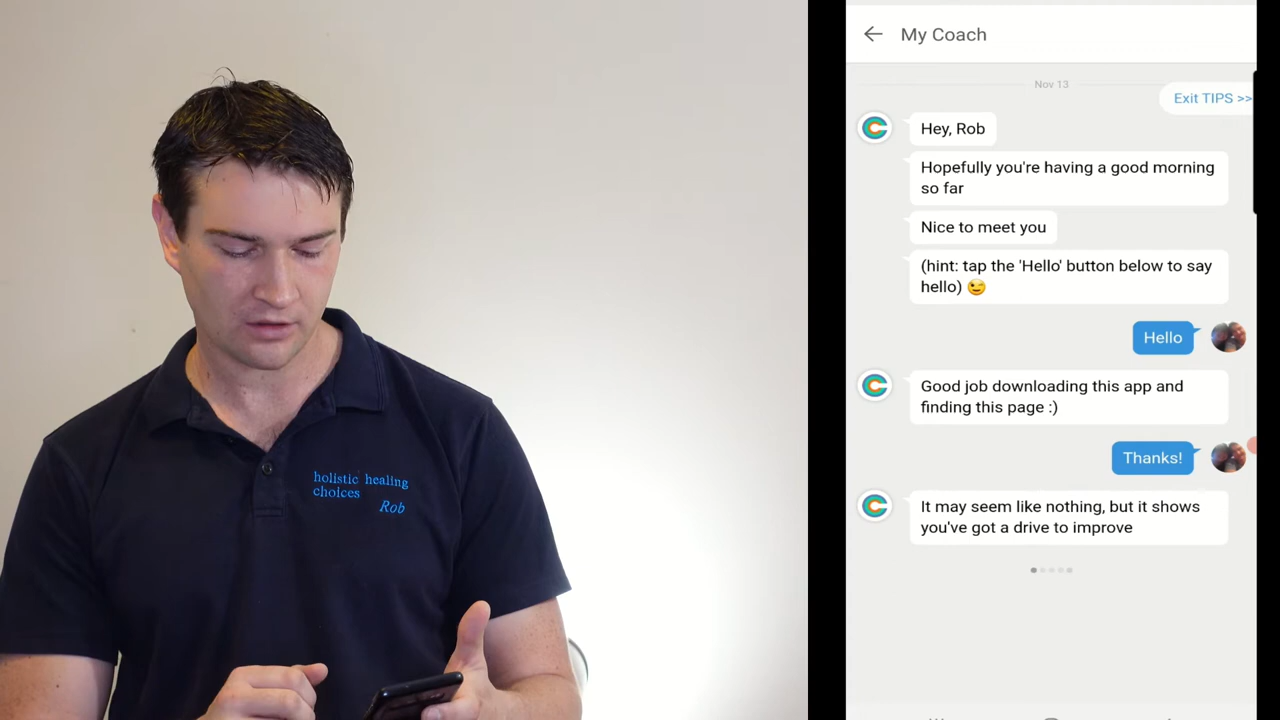 My Coach
Nov 13
Exit TIPS >>
Hey, Rob
Hopefully you're having a good morning
so far
Nice to meet you
(hint: tap the 'Hello' button below to say
hello) 😉
Hello
Good job downloading this app and
finding this page :)
Thanks!
It may seem like nothing, but it shows
you've got a drive to improve
holistic healing
choices
Rob